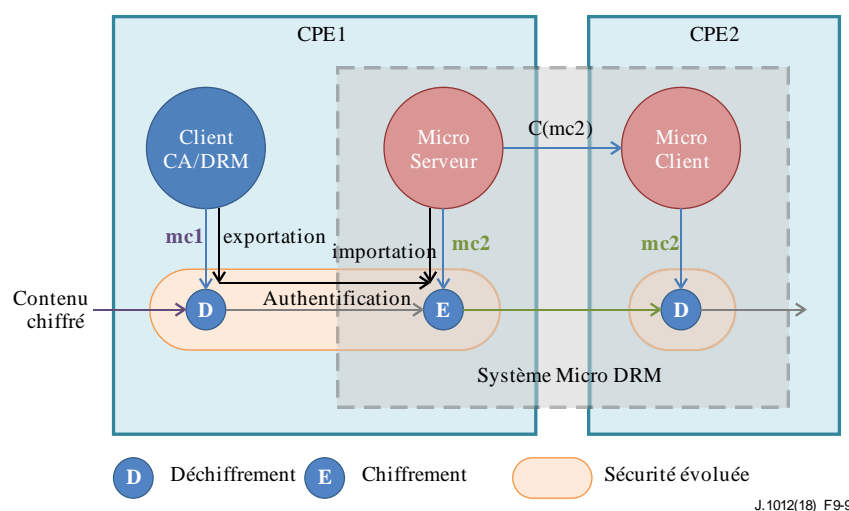 CPE1
CPE2
Client
CA/DRM
Micro
Serveur
C(mc2)
Micro
Client
mc1
exportation
importation
mc2
mc2
Contenu
chiffré
D
Authentification
E
D
Système Micro DRM
D
Déchiffrement
E
Chiffrement
Sécurité évoluée
J.1012(18)_F9-9